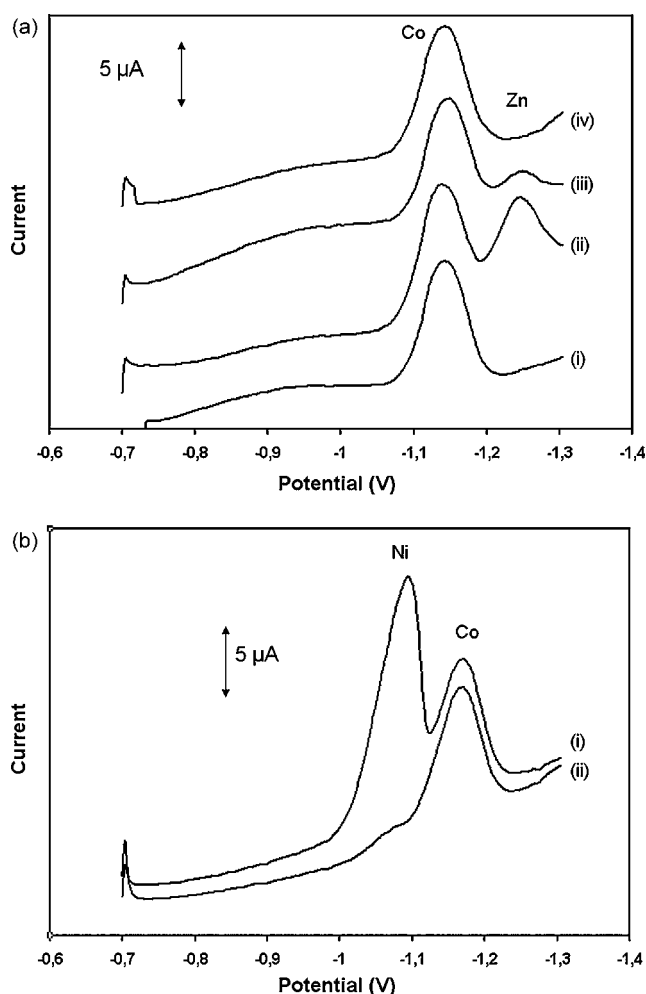 (a)
5 µA
Co
Zn
(iv)
(iii)
(ii)
(i)
Current
-0,6 -0,7 -0,8 -0,9 -1 -1,1 -1,2 -1,3 -1,4
Potential (V)
(b)
Ni
5 µA
Co
(i)
(ii)
Current
-0,6 -0,7 -0,8 -0,9 -1 -1,1 -1,2 -1,3 -1,4
Potential (V)